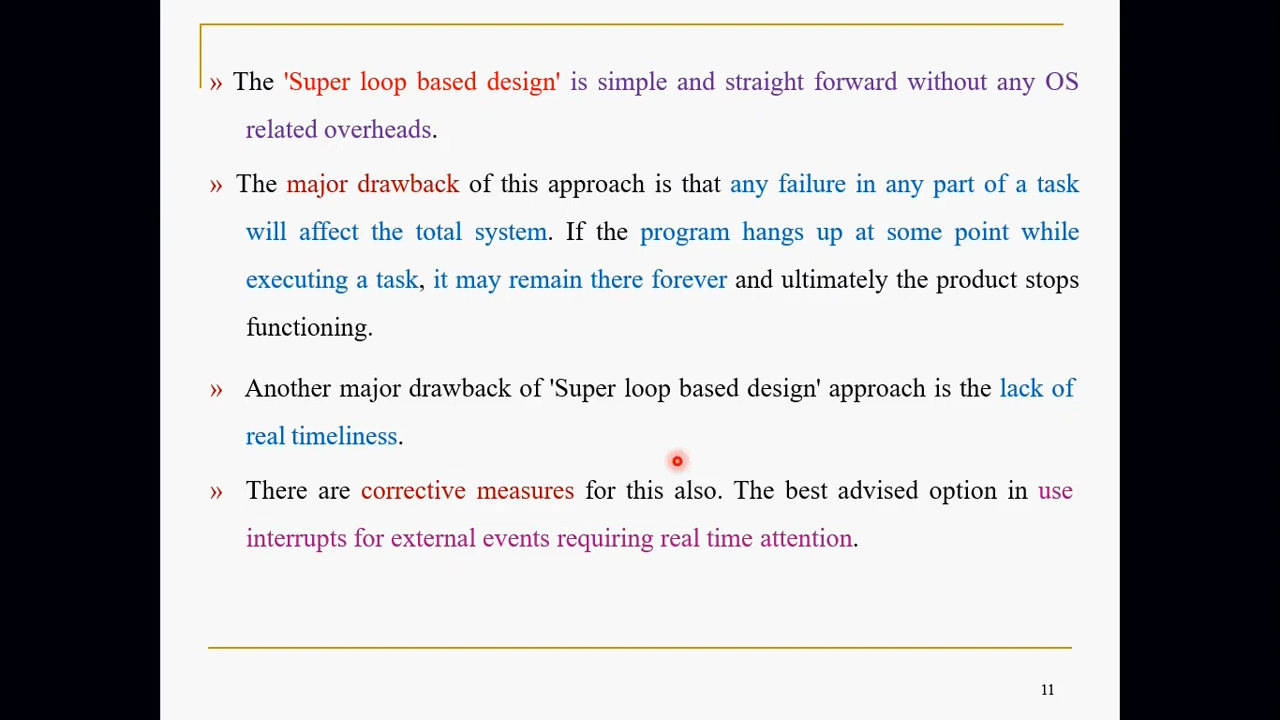 » The 'Super loop based design' is simple and straight forward without any OS
related overheads.
» The major drawback of this approach is that any failure in any part of a task
will affect the total system. If the program hangs up at some point while
executing a task, it may remain there forever and ultimately the product stops
functioning.
» Another major drawback of 'Super loop based design' approach is the lack of
real timeliness.
» There are corrective measures for this also. The best advised option in use
interrupts for external events requiring real time attention.
11